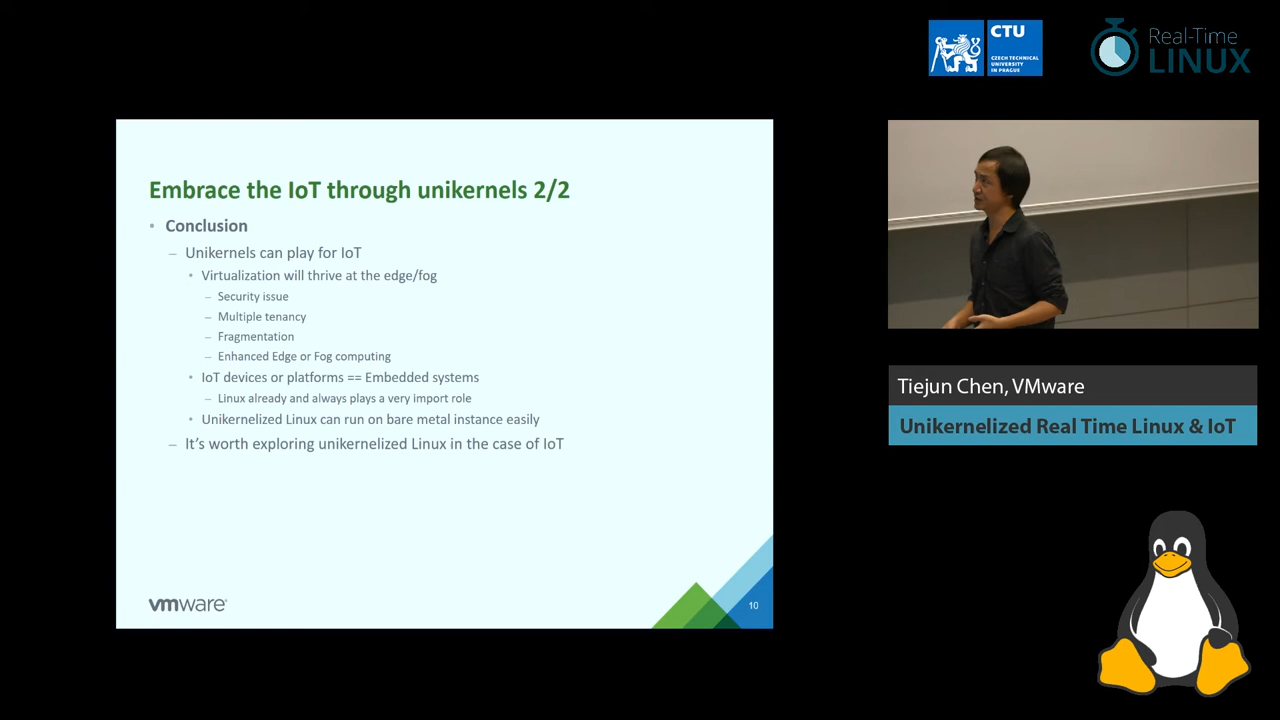 CTU
CZECH TECHNICAL
UNIVERSITY
IN PRAGUE
Real-Time
LINUX
Embrace the IoT through unikernels 2/2
• Conclusion
– Unikernels can play for IoT
• Virtualization will thrive at the edge/fog
– Security issue
– Multiple tenancy
– Fragmentation
– Enhanced Edge or Fog computing
• IoT devices or platforms == Embedded systems
– Linux already and always plays a very import role
• Unikernelized Linux can run on bare metal instance easily
– It's worth exploring unikernelized Linux in the case of IoT
vmware
10
Tiejun Chen, VMware
Unikernelized Real Time Linux & IoT